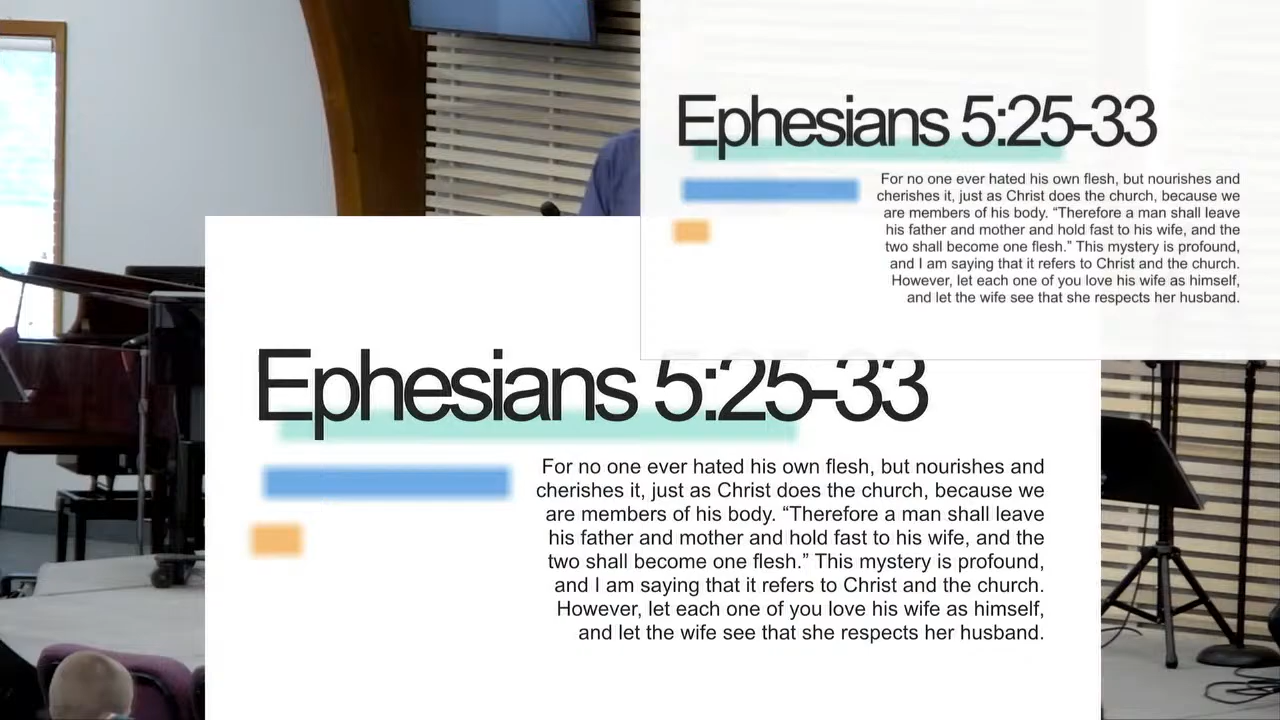 Ephesians 5:25-33
For no one ever hated his own flesh, but nourishes and
cherishes it, just as Christ does the church, because we
are members of his body. “Therefore a man shall leave
his father and mother and hold fast to his wife, and the
two shall become one flesh.” This mystery is profound,
and I am saying that it refers to Christ and the church.
However, let each one of you love his wife as himself,
and let the wife see that she respects her husband.
Ephesians 5:25-33
For no one ever hated his own flesh, but nourishes and
cherishes it, just as Christ does the church, because we
are members of his body. “Therefore a man shall leave
his father and mother and hold fast to his wife, and the
two shall become one flesh.” This mystery is profound,
and I am saying that it refers to Christ and the church.
However, let each one of you love his wife as himself,
and let the wife see that she respects her husband.